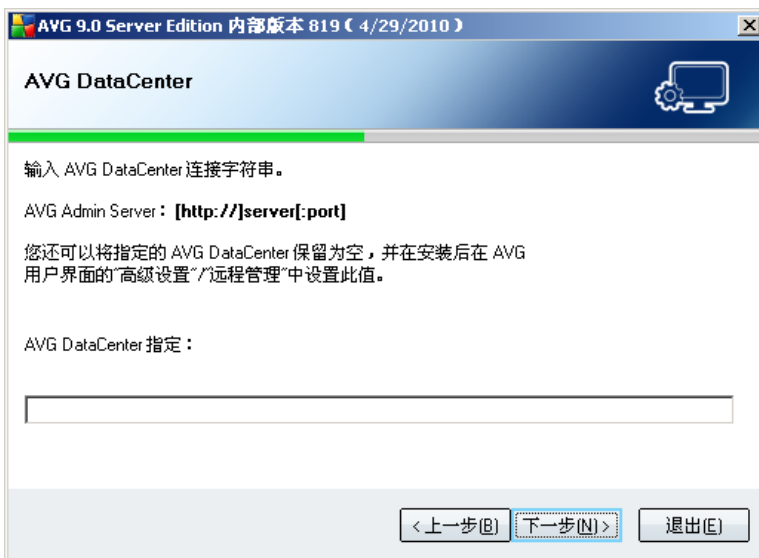 AVG 9.0 Server Edition 内部版本 819 ( 4/29/2010 )
AVG DataCenter
输入 AVG DataCenter 连接字符串。
AVG Admin Server： [http://]server[:port]
您还可以将指定的 AVG DataCenter 保留为空，并在安装后在 AVG
用户界面的"高级设置"/"远程管理"中设置此值。
AVG DataCenter 指定：
<上一步(B) 下一步(N)> 退出(E)